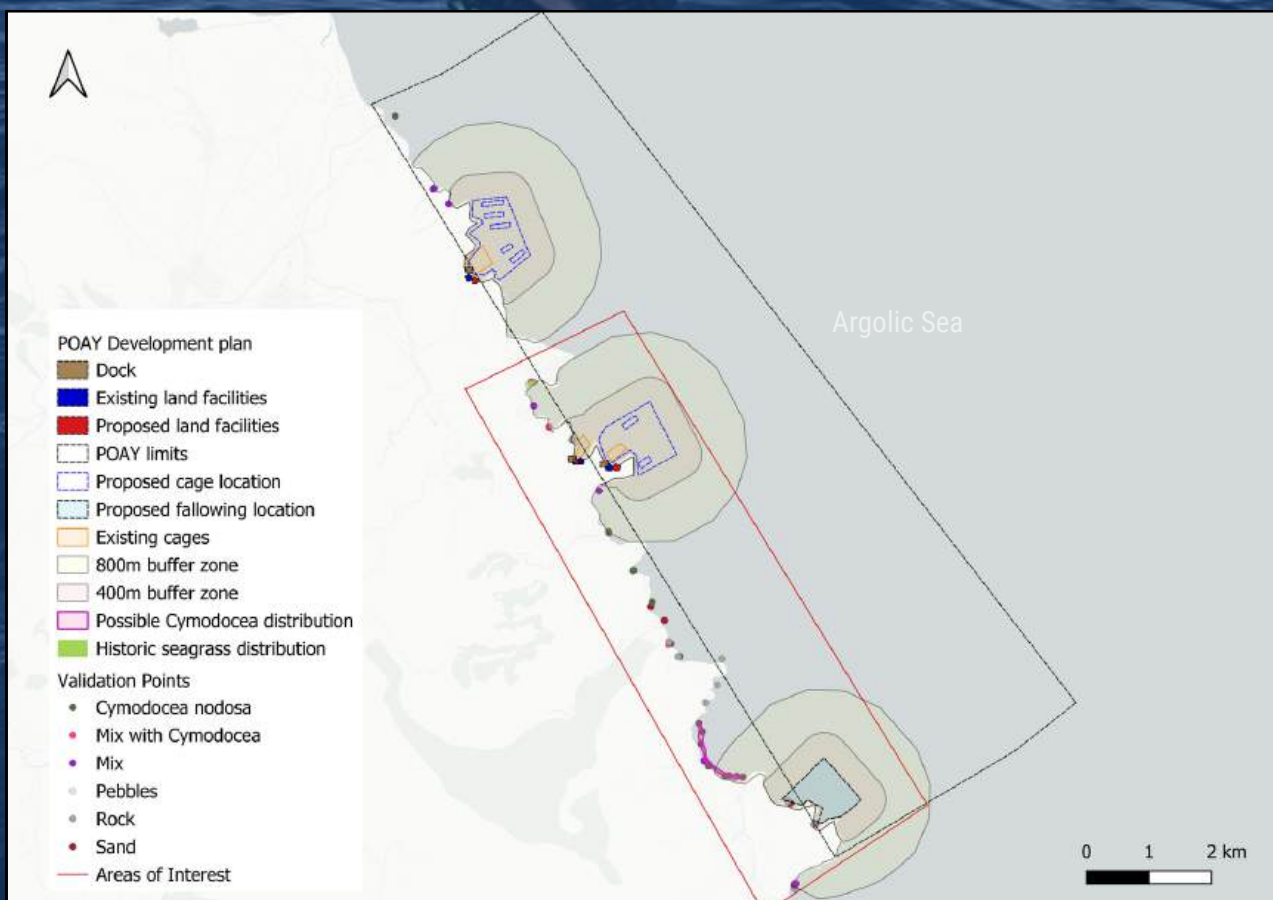 Argolic Sea
POAY Development plan
Dock
Existing land facilities
Proposed land facilities
POAY limits
Proposed cage location
Proposed fallowing location
Existing cages
800m buffer zone
400m buffer zone
Possible Cymodocea distribution
Historic seagrass distribution
Validation Points
Cymodocea nodosa
Mix with Cymodocea
Mix
Pebbles
Rock
Sand
Areas of Interest
0 1 2 km